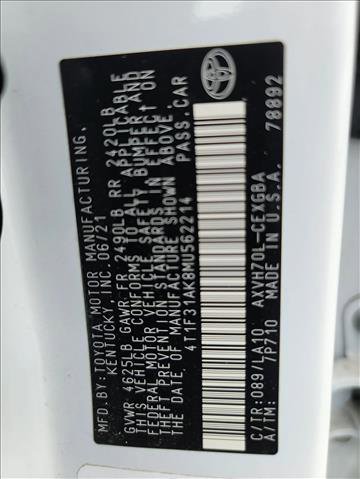 MFD. BY:TOYOTA MOTOR MANUFACTURING,
KENTUCKY, INC. 06/21
GVWR 4625LB GAWR FR 2490LB RR 2420LB
THIS VEHICLE CONFORMS TO ALL APPLICABLE
FEDERAL MOTOR VEHICLE SAFETY, BUMPER AND
THEFT PREVENTION STANDARDS IN EFFECT ON
THE DATE OF MANUFACTURE SHOWN ABOVE.
4T1F31AK8MU562214 PASS.CAR
C/TR:089/LA10 AXVH70L-CEXGBA
A/TM: /P710 MADE IN U.S.A. 78892
TOYOTA